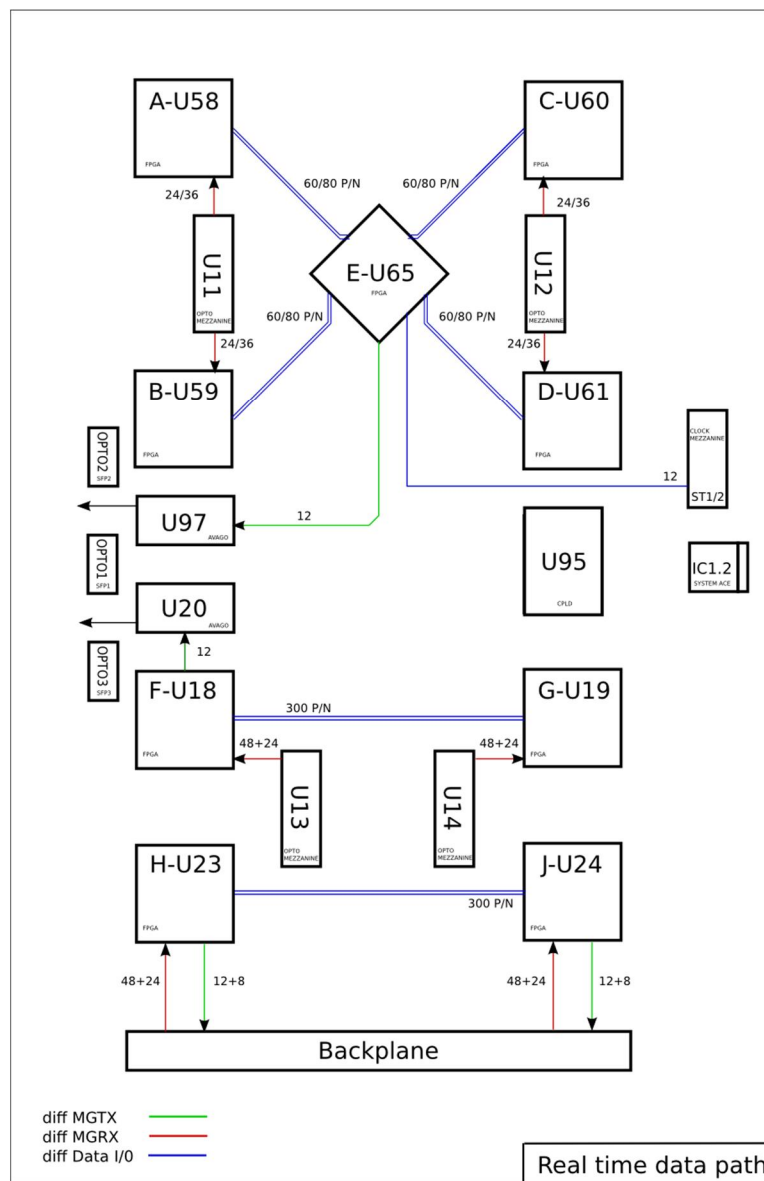 A-U58
FPGA
C-U60
FPGA
60/80 P/N
60/80 P/N
24/36
24/36
U11
OPTO
MEZZANINE
E-U65
FPGA
U12
OPTO
MEZZANINE
60/80 P/N
60/80 P/N
24/36
24/36
B-U59
FPGA
D-U61
FPGA
OPTO2
SFP2
CLOCK
MEZZANINE
ST1/2
12
U97
AVAGO
12
OPTO1
SFP1
U95
CPLD
IC1.2
SYSTEM ACE
U20
AVAGO
12
OPTO3
SFP3
F-U18
FPGA
300 P/N
G-U19
FPGA
48+24
48+24
U13
OPTO
MEZZANINE
U14
OPTO
MEZZANINE
H-U23
FPGA
J-U24
FPGA
300 P/N
48+24
12+8
48+24
12+8
Backplane
diff MGTX
diff MGRX
diff Data I/0
Real time data path